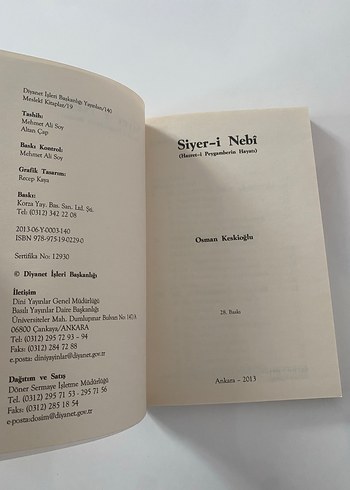 Diyanet İşleri Başkanlığı Yayınları/140
Mesleki Kitaplar/19
Tashih:
Mehmet Ali Soy
Altan Çap
Baskı Kontrol:
Mehmet Ali Soy
Grafik Tasarım:
Recep Kaya
Baskı:
Korza Yay. Bas. San. Ltd. Şti.
Tel: (0312) 342 22 08
2013-06-Y-0003-140
ISBN 978-975-19-0229-0
Sertifika No: 12930
© Diyanet İşleri Başkanlığı
İletişim
Dini Yayınlar Genel Müdürlüğü
Basılı Yayınlar Daire Başkanlığı
Üniversiteler Mah. Dumlupınar Bulvarı No:147/A
06800 Çankaya/ANKARA
Tel: (0312) 295 72 93 - 94
Faks: (0312) 284 72 88
e.posta: diniyayinlar@diyanet.gov.tr
Dağıtım ve Satış
Döner Sermaye İşletme Müdürlüğü
Tel: (0312) 295 71 53 - 295 71 56
Faks: (0312) 285 18 54
e-posta:dosim@diyanet.gov.tr
Siyer-i Nebî
(Hazret-i Peygamberin Hayatı)
Osman Keskioğlu
28. Baskı
Ankara - 2013